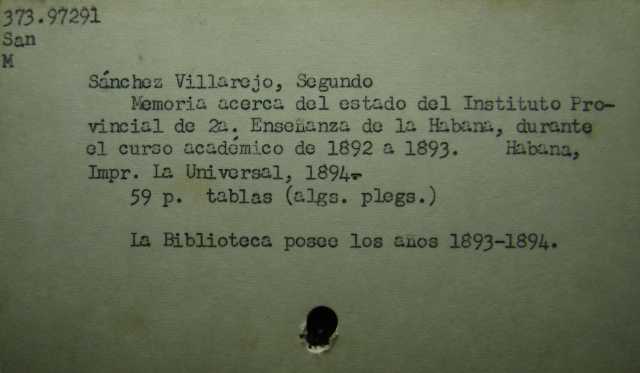 373.97291
San
M
Sánchez Villarejo, Segundo
Memoria acerca del estado del Instituto Pro-
vincial de 2a. Enseñanza de la Habana, durante
el curso académico de 1892 a 1893. Habana,
Impr. La Universal, 1894.
59 p. tablas (algs. plegs.)
La Biblioteca posee los años 1893-1894.